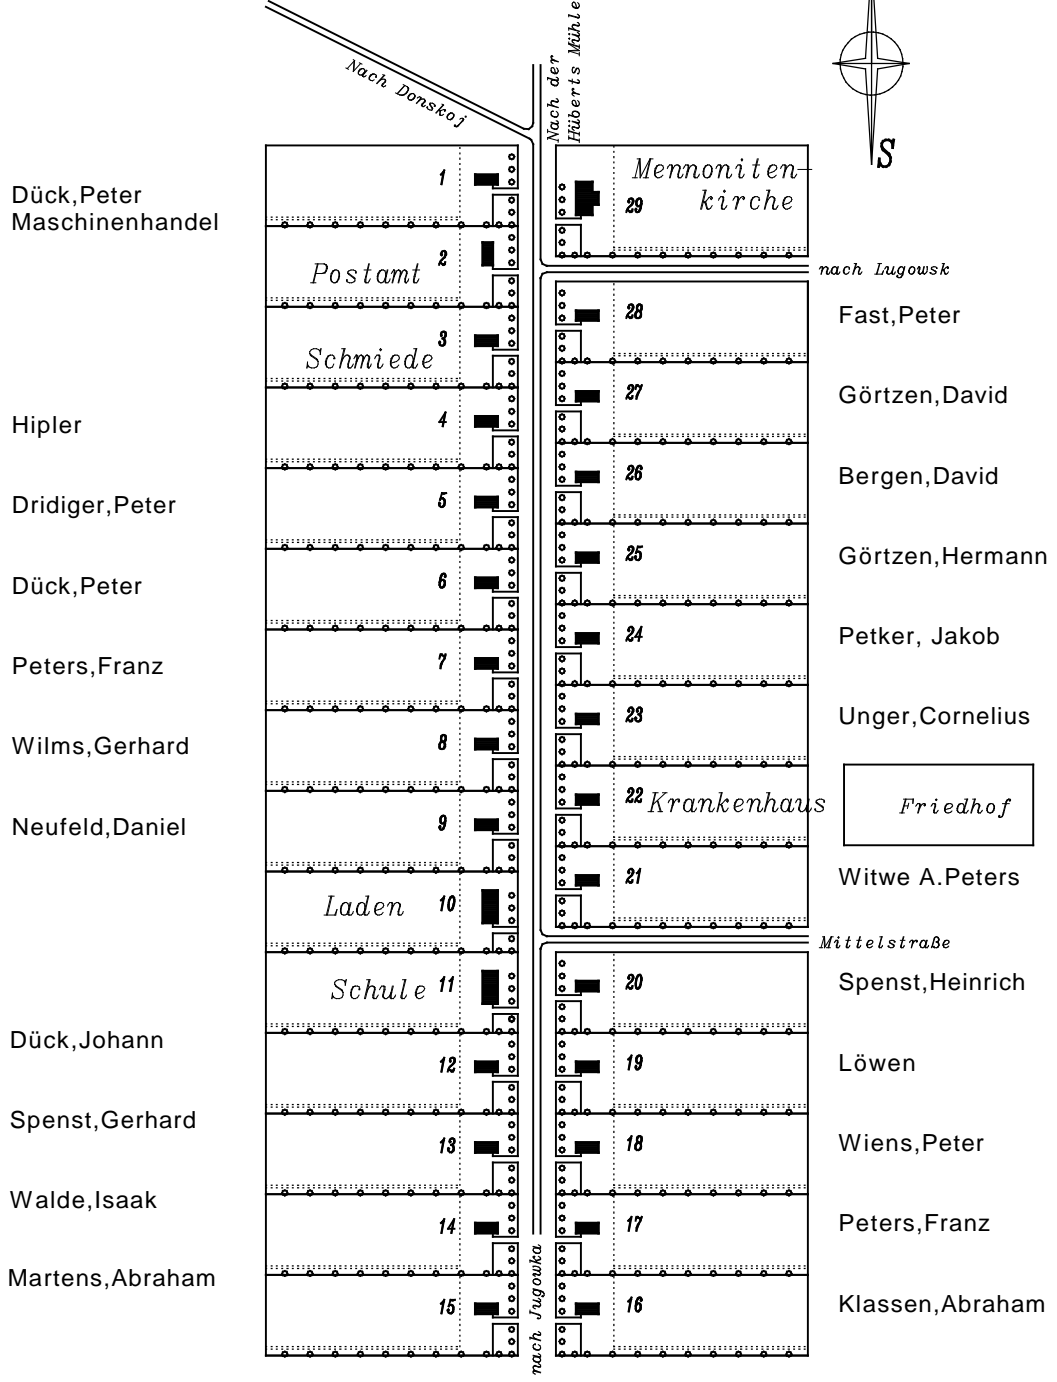 Nach Donskoj
Nach der
Hüberts Mühle
S
Dück,Peter
Maschinenhandel
1
Mennoniten-
kirche
29
2
Postamt
nach Lugowsk
3
Schmiede
28
Fast,Peter
Hipler
4
27
Görtzen,David
Dridiger,Peter
5
26
Bergen,David
Dück,Peter
6
25
Görtzen,Hermann
Peters,Franz
7
24
Petker, Jakob
Wilms,Gerhard
8
23
Unger,Cornelius
Neufeld,Daniel
9
22
Krankenhaus
Friedhof
Laden
10
21
Witwe A.Peters
Mittelstraße
Schule
11
20
Spenst,Heinrich
Dück,Johann
12
19
Löwen
Spenst,Gerhard
13
18
Wiens,Peter
Walde,Isaak
14
17
Peters,Franz
Martens,Abraham
15
16
Klassen,Abraham
nach Jugowka